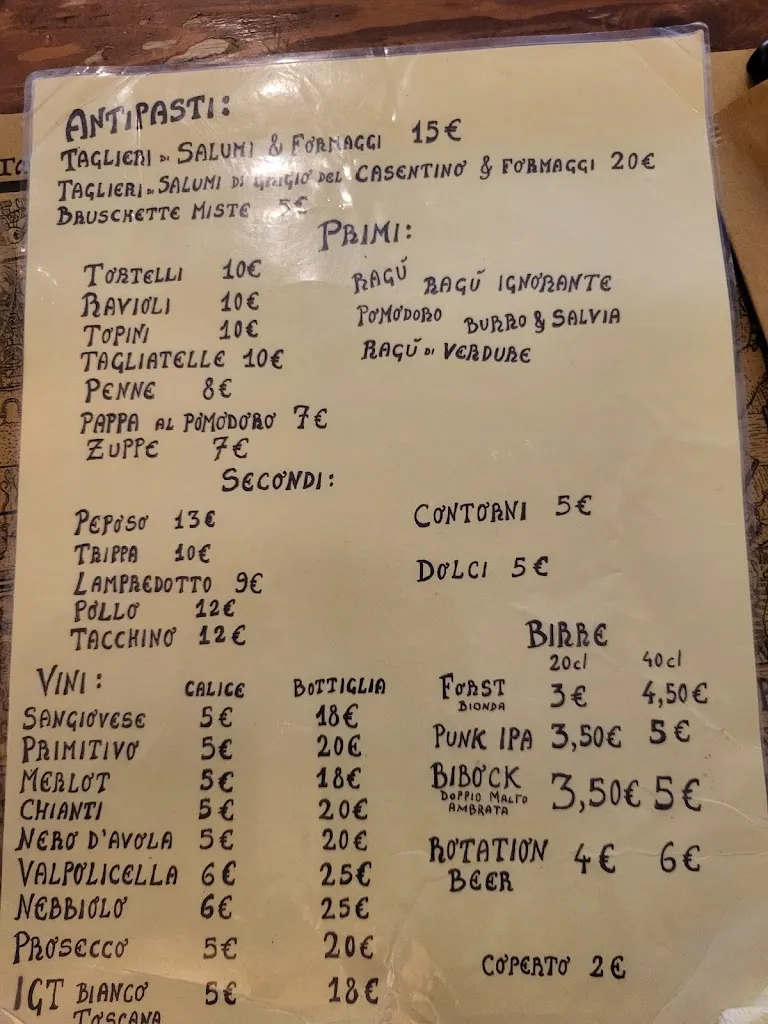 ANTIPASTI:
TAGLIERI DI SALUMI & FORMAGGI 15€
TAGLIERI DI SALUMI DI GRIGIO DEL CASENTINO & FORMAGGI 20€
BRUSCHETTE MISTE 5€
PRIMI:
TORTELLI 10€
RAVIOLI 10€
TOPINI 10€
TAGLIATELLE 10€
PENNE 8€
PAPPA AL POMODORO 7€
ZUPPE 7€
RAGÚ RAGÚ IGNORANTE
POMODORO BURRO & SALVIA
RAGÚ DI VERDURE
SECONDI:
PEPOSO 13€
TRIPPA 10€
LAMPREDOTTO 9€
POLLO 12€
TACCHINO 12€
CONTORNI 5€
DOLCI 5€
VINI: CALICE BOTTIGLIA
SANGIOVESE 5€ 18€
PRIMITIVO 5€ 20€
MERLOT 5€ 18€
CHIANTI 5€ 20€
NERO D'AVOLA 5€ 20€
VALPOLICELLA 6€ 25€
NEBBIOLO 6€ 25€
PROSECCO 5€ 20€
IGT BIANCO 5€ 18€
TOSCANA
BIRRE
20cl 40cl
FORST 3€ 4,50€
BIONDA
PUNK IPA 3,50€ 5€
BIBOCK 3,50€ 5€
DOPPIO MALTO
AMBRATA
ROTATION 4€ 6€
BEER
COPERTO 2€